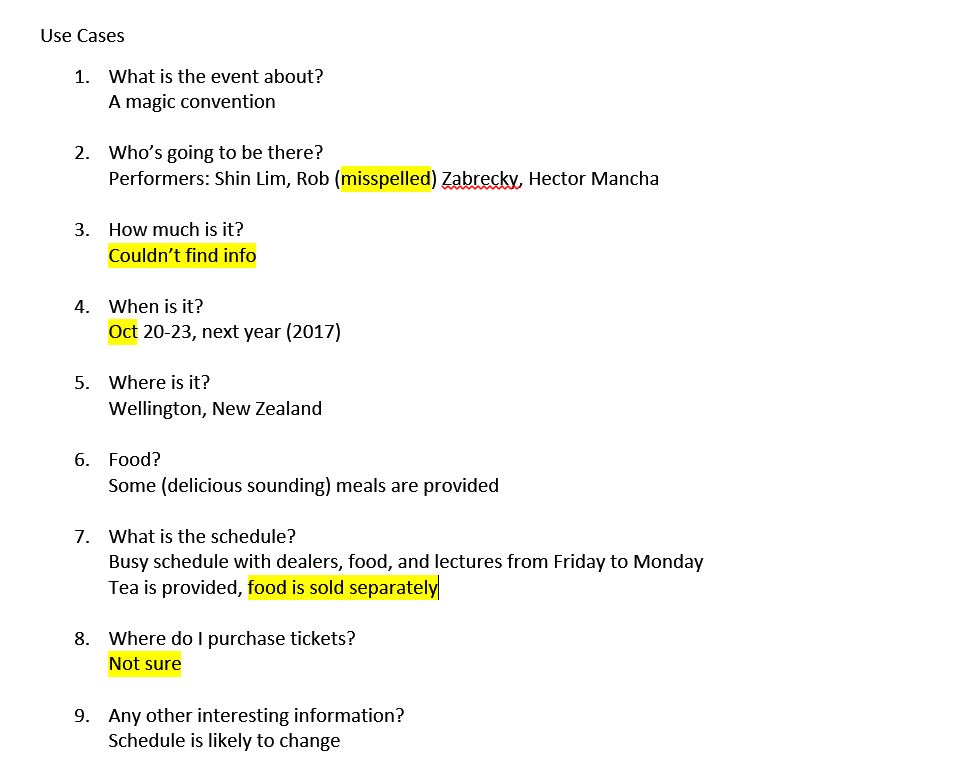 Use Cases
1. What is the event about?
A magic convention
2. Who’s going to be there?
Performers: Shin Lim, Rob (misspelled) Zabrecky, Hector Mancha
3. How much is it?
Couldn’t find info
4. When is it?
Oct 20-23, next year (2017)
5. Where is it?
Wellington, New Zealand
6. Food?
Some (delicious sounding) meals are provided
7. What is the schedule?
Busy schedule with dealers, food, and lectures from Friday to Monday
Tea is provided, food is sold separately
8. Where do I purchase tickets?
Not sure
9. Any other interesting information?
Schedule is likely to change